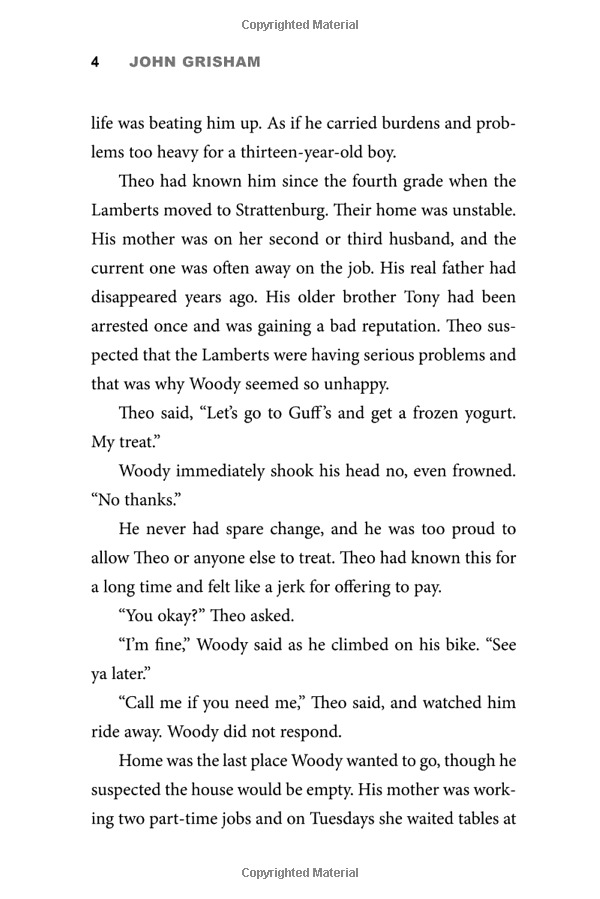 Copyrighted Material
4 JOHN GRISHAM
life was beating him up. As if he carried burdens and prob-
lems too heavy for a thirteen-year-old boy.
Theo had known him since the fourth grade when the
Lamberts moved to Strattenburg. Their home was unstable.
His mother was on her second or third husband, and the
current one was often away on the job. His real father had
disappeared years ago. His older brother Tony had been
arrested once and was gaining a bad reputation. Theo sus-
pected that the Lamberts were having serious problems and
that was why Woody seemed so unhappy.
Theo said, “Let’s go to Guff’s and get a frozen yogurt.
My treat.”
Woody immediately shook his head no, even frowned.
“No thanks.”
He never had spare change, and he was too proud to
allow Theo or anyone else to treat. Theo had known this for
a long time and felt like a jerk for offering to pay.
“You okay?” Theo asked.
“I’m fine,” Woody said as he climbed on his bike. “See
ya later.”
“Call me if you need me,” Theo said, and watched him
ride away. Woody did not respond.
Home was the last place Woody wanted to go, though he
suspected the house would be empty. His mother was work-
ing two part-time jobs and on Tuesdays she waited tables at
Copyrighted Material